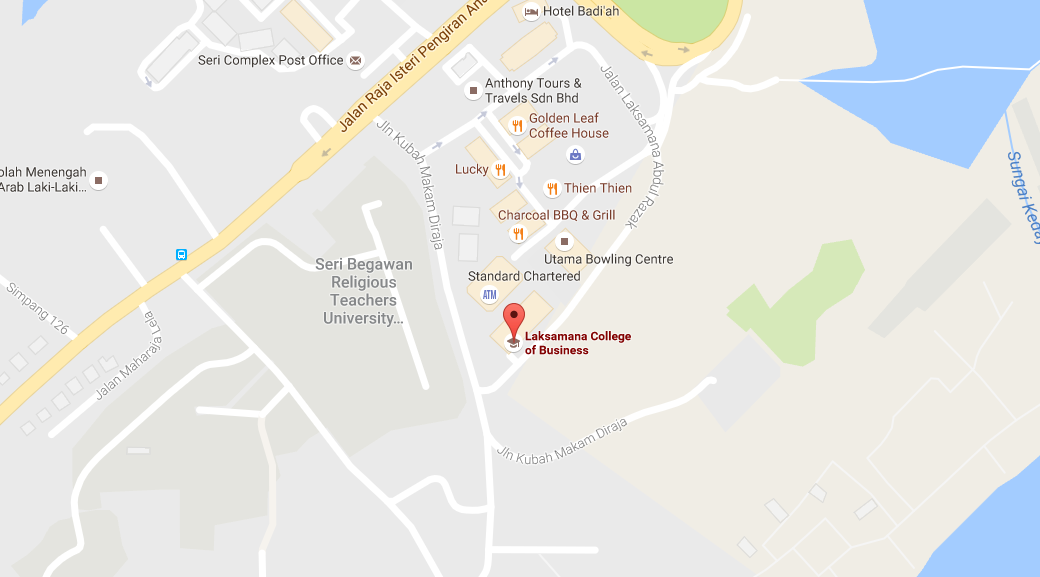 Hotel Badi'ah
Seri Complex Post Office
Jalan Raja Isteri Pengiran Ana
Anthony Tours &
Travels Sdn Bhd
Jalan Laksamana Abdul Razak
Golden Leaf
Coffee House
Jln Kubah Makam Diraja
Lucky
Thien Thien
olah Menengah
Arab Laki-Laki...
Sungai Keday
Charcoal BBQ & Grill
Utama Bowling Centre
Seri Begawan
Religious
Teachers
University...
Standard Chartered
ATM
Simpang 126
Jalan Maharaja Lela
Laksamana College
of Business
Jln Kubah Makam Diraja